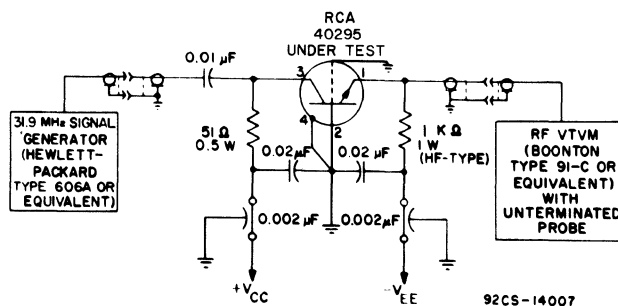 RCA
40295
UNDER TEST
0.01 µF
3
1
4
2
31.9 MHz SIGNAL
GENERATOR
(HEWLETT-
PACKARD
TYPE 606A OR
EQUIVALENT)
51 Ω
0.5 W
1 KΩ
1 W
(HF-TYPE)
0.02 µF
0.02 µF
RF VTVM
(BOONTON
TYPE 91-C OR
EQUIVALENT)
WITH
UNTERMINATED
PROBE
0.002 µF
0.002 µF
+VCC
-VEE
92CS-14007